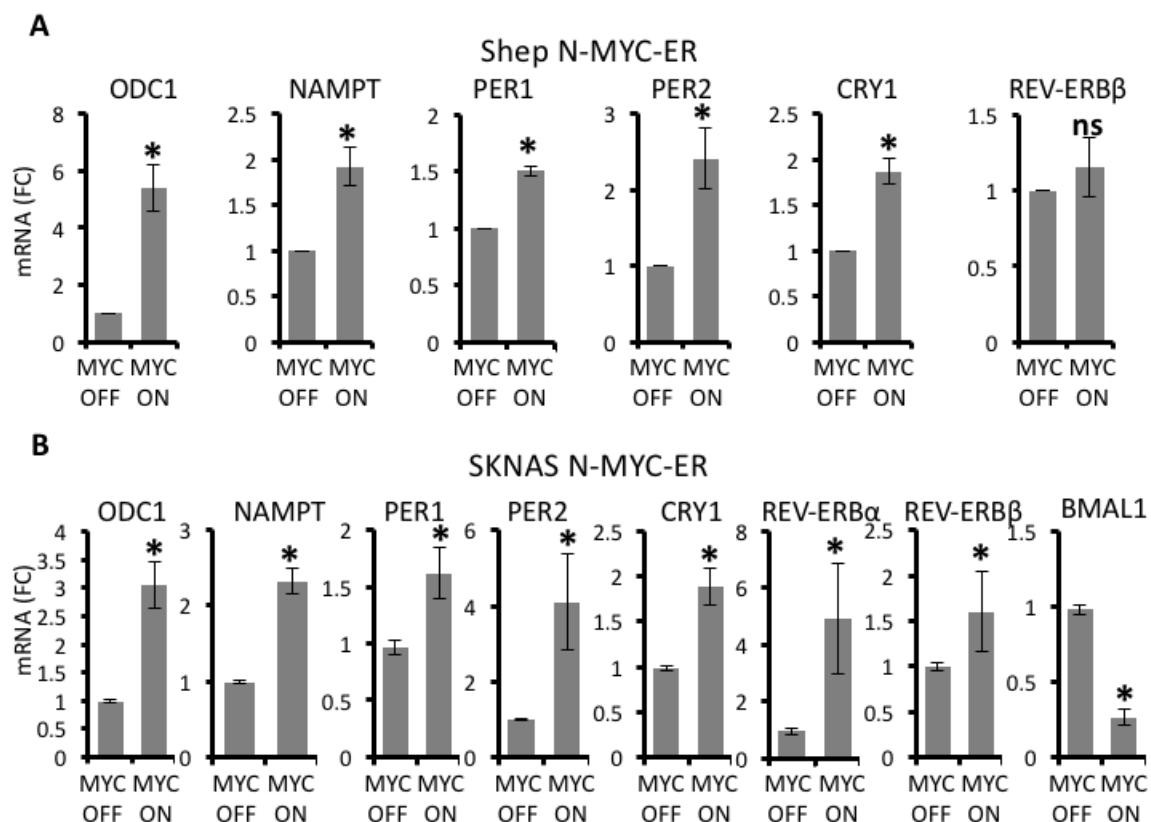 A
Shep N-MYC-ER
ODC1 NAMPT PER1 PER2 CRY1 REV-ERBβ
mRNA (FC)
8
6
4
2
0
*
MYC MYC
OFF ON
2.5
2
1.5
1
0.5
0
*
MYC MYC
OFF ON
2
1.5
1
0.5
0
*
MYC MYC
OFF ON
3
2
1
0
*
MYC MYC
OFF ON
2.5
2
1.5
1
0.5
0
*
MYC MYC
OFF ON
1.5
1
0.5
0
ns
MYC MYC
OFF ON
B
SKNAS N-MYC-ER
ODC1 NAMPT PER1 PER2 CRY1 REV-ERBα REV-ERBβ BMAL1
mRNA (FC)
4
3.5
3
2.5
2
1.5
1
0.5
0
*
MYC MYC
OFF ON
3
2
1
0
*
MYC MYC
OFF ON
2
1.5
1
0.5
0
*
MYC MYC
OFF ON
6
4
2
0
*
MYC MYC
OFF ON
2.5
2
1.5
1
0.5
0
*
MYC MYC
OFF ON
8
6
4
2
0
*
MYC MYC
OFF ON
2.5
2
1.5
1
0.5
0
*
MYC MYC
OFF ON
1.5
1
0.5
0
*
MYC MYC
OFF ON